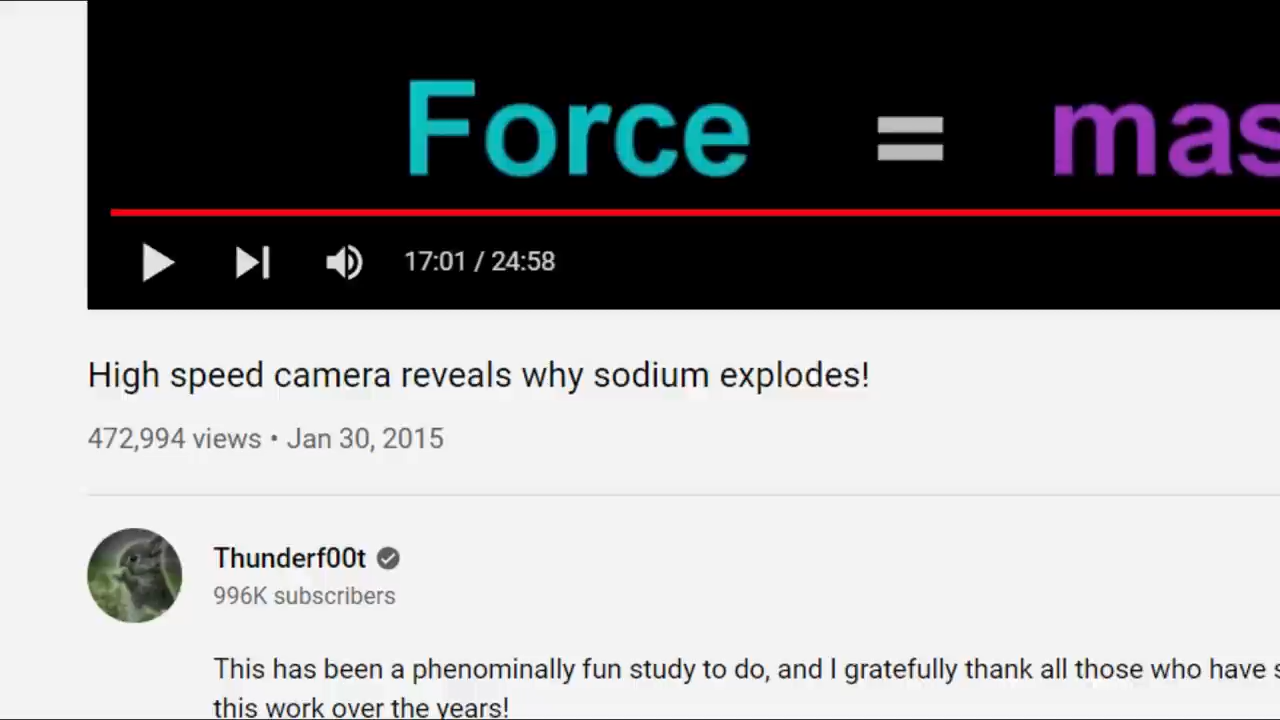 Force = mas
17:01 / 24:58
High speed camera reveals why sodium explodes!
472,994 views • Jan 30, 2015
Thunderf00t
996K subscribers
This has been a phenominally fun study to do, and I gratefully thank all those who have s
this work over the years!